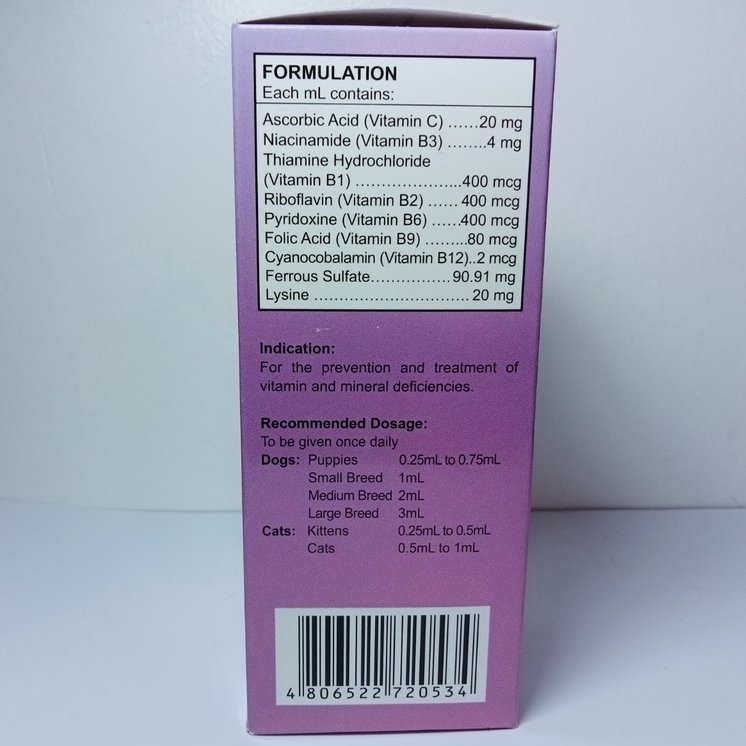 FORMULATION
Each mL contains:
Ascorbic Acid (Vitamin C) ......20 mg
Niacinamide (Vitamin B3) ........4 mg
Thiamine Hydrochloride
(Vitamin B1) .....................400 mcg
Riboflavin (Vitamin B2) ...... 400 mcg
Pyridoxine (Vitamin B6) ......400 mcg
Folic Acid (Vitamin B9) .........80 mcg
Cyanocobalamin (Vitamin B12)..2 mcg
Ferrous Sulfate................90.91 mg
Lysine ............................. 20 mg
Indication:
For the prevention and treatment of
vitamin and mineral deficiencies.
Recommended Dosage:
To be given once daily
Dogs: Puppies 0.25mL to 0.75mL
Small Breed 1mL
Medium Breed 2mL
Large Breed 3mL
Cats: Kittens 0.25mL to 0.5mL
Cats 0.5mL to 1mL
4 806522 720534